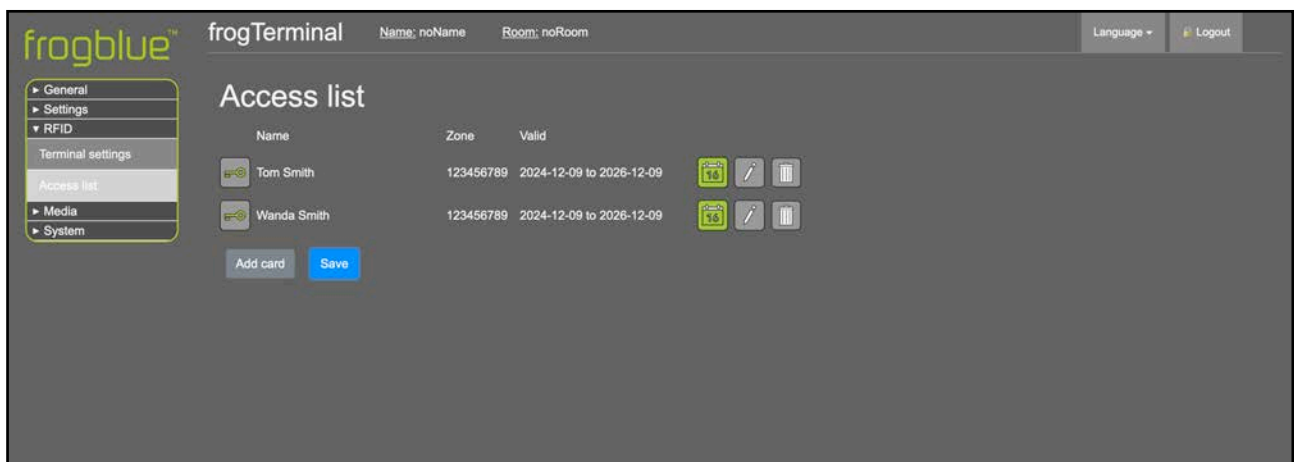 frogblue™
frogTerminal Name: noName Room: noRoom Language Logout
General
Settings
RFID
Terminal settings
Access list
Media
System
Access list
Name Zone Valid
Tom Smith 123456789 2024-12-09 to 2026-12-09 16
Wanda Smith 123456789 2024-12-09 to 2026-12-09 16
Add card Save